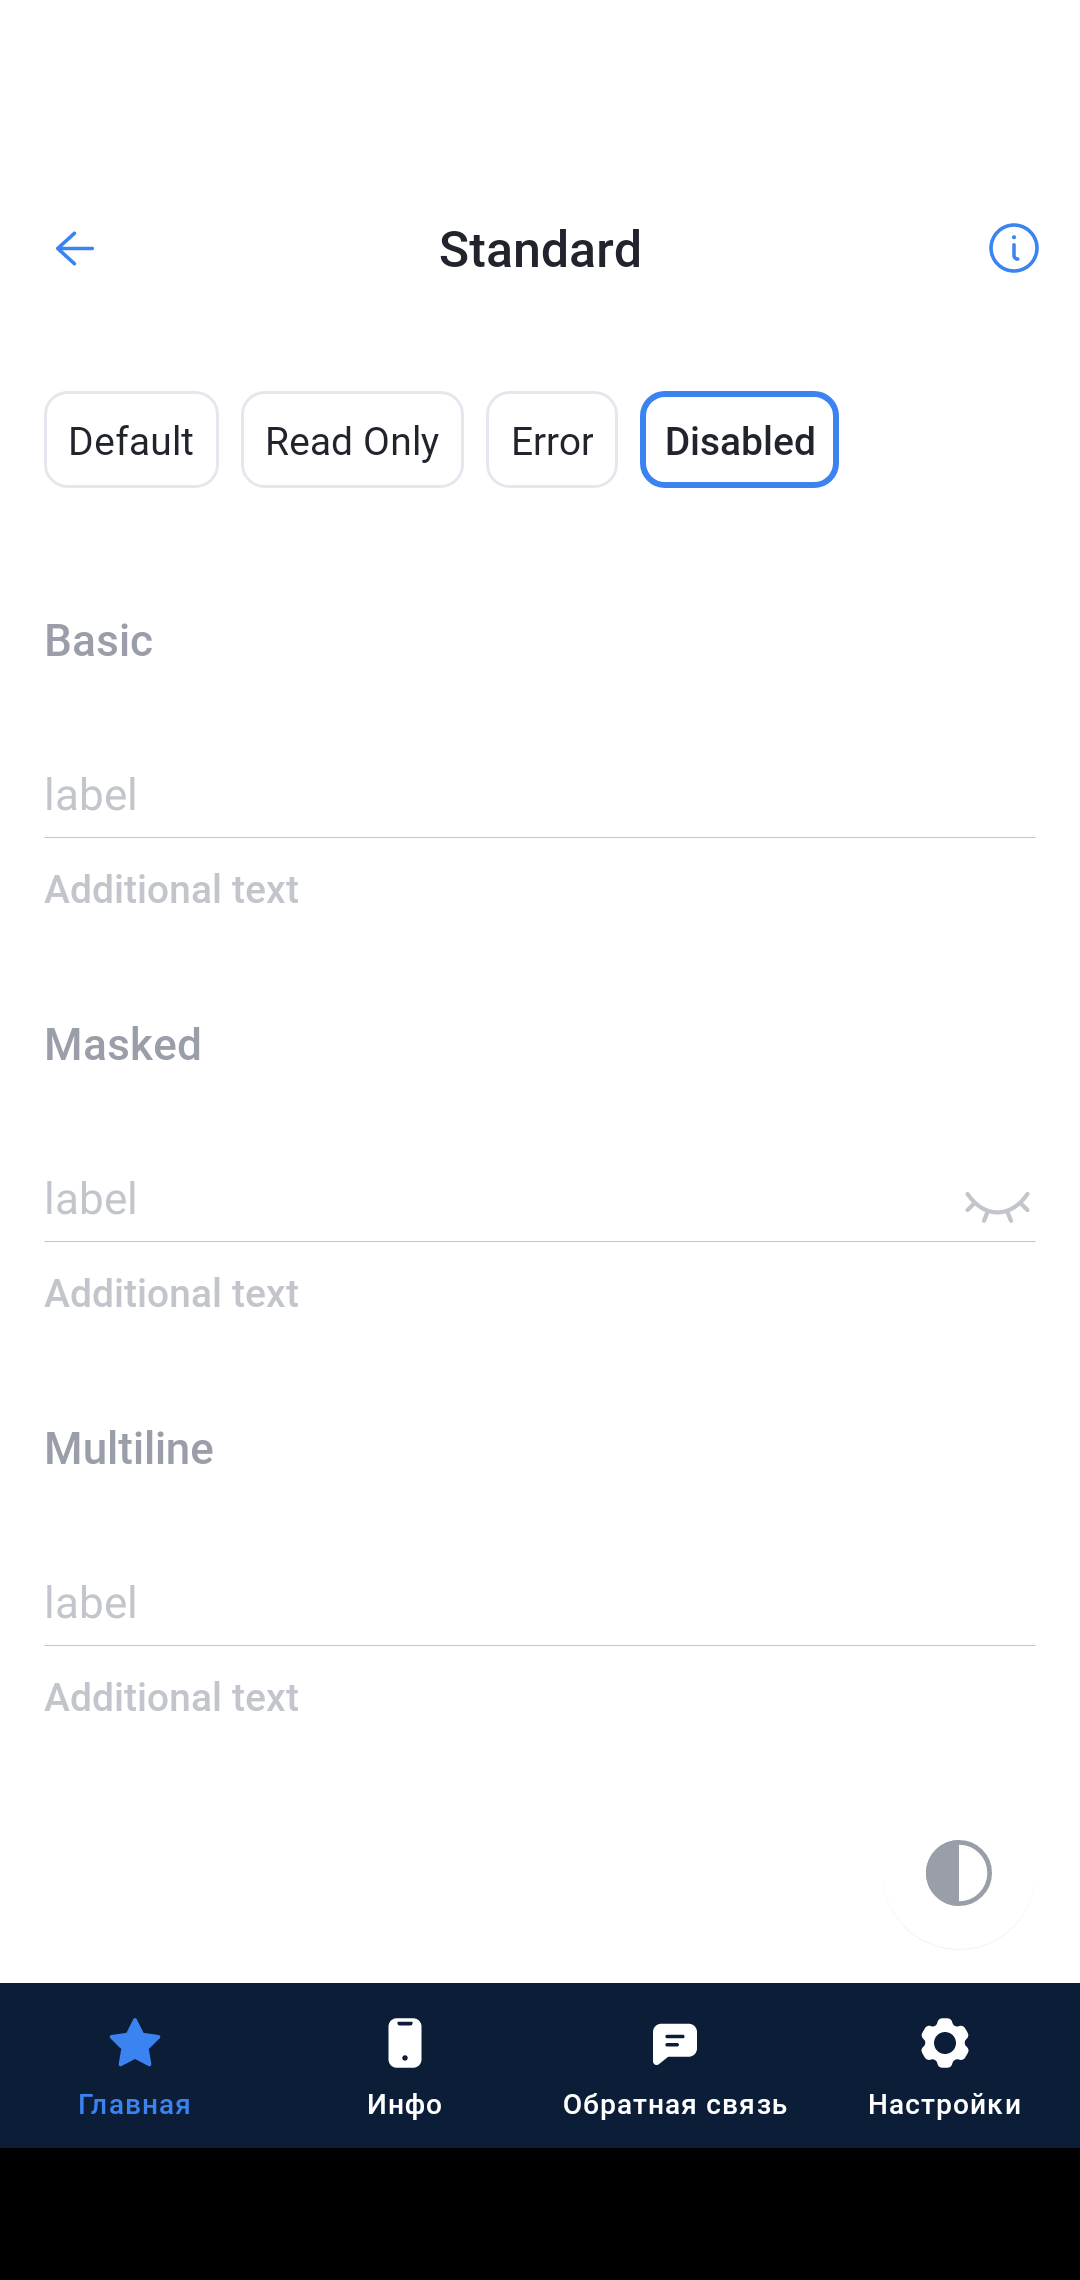 Standard
Default Read Only Error Disabled
Basic
label
Additional text
Masked
label
Additional text
Multiline
label
Additional text
Главная Инфо Обратная связь Настройки